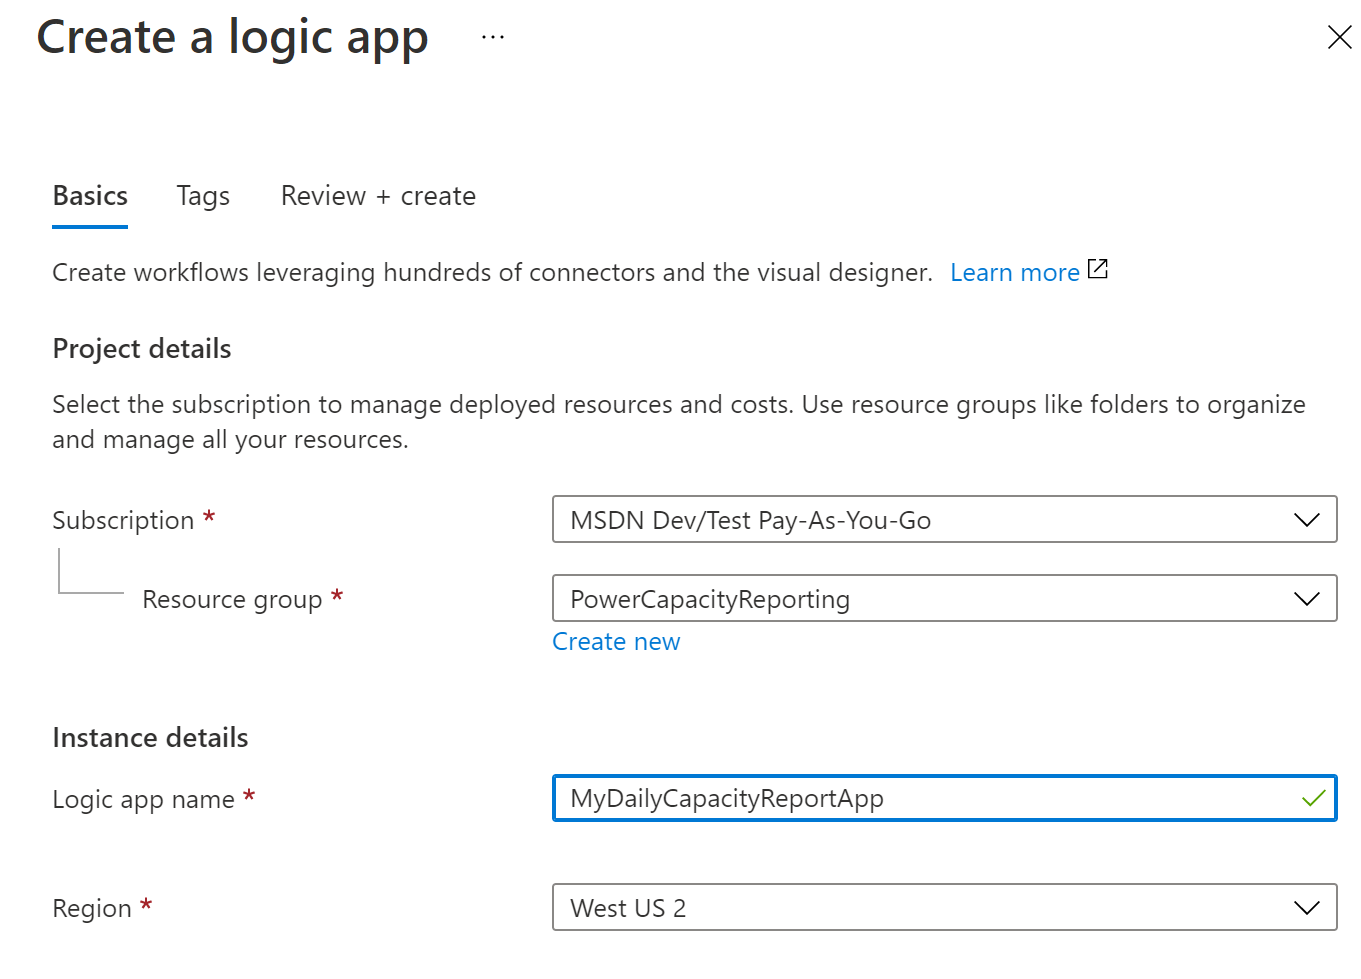 Create a logic app ...
Basics Tags Review + create
Create workflows leveraging hundreds of connectors and the visual designer. Learn more
Project details
Select the subscription to manage deployed resources and costs. Use resource groups like folders to organize
and manage all your resources.
Subscription * MSDN Dev/Test Pay-As-You-Go
Resource group * PowerCapacityReporting
Create new
Instance details
Logic app name * MyDailyCapacityReportApp
Region * West US 2